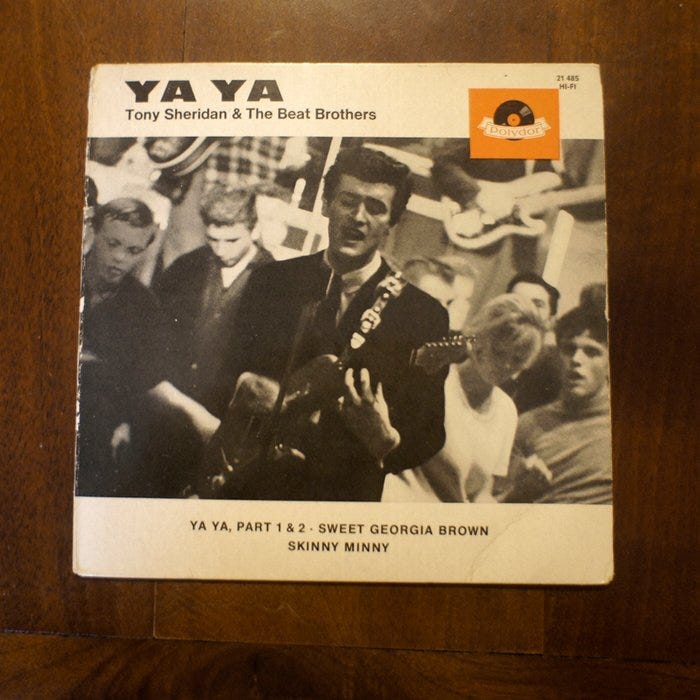 YA YA
Tony Sheridan & The Beat Brothers
21 485
HI-FI
Polydor
YA YA, PART 1 & 2 · SWEET GEORGIA BROWN
SKINNY MINNY